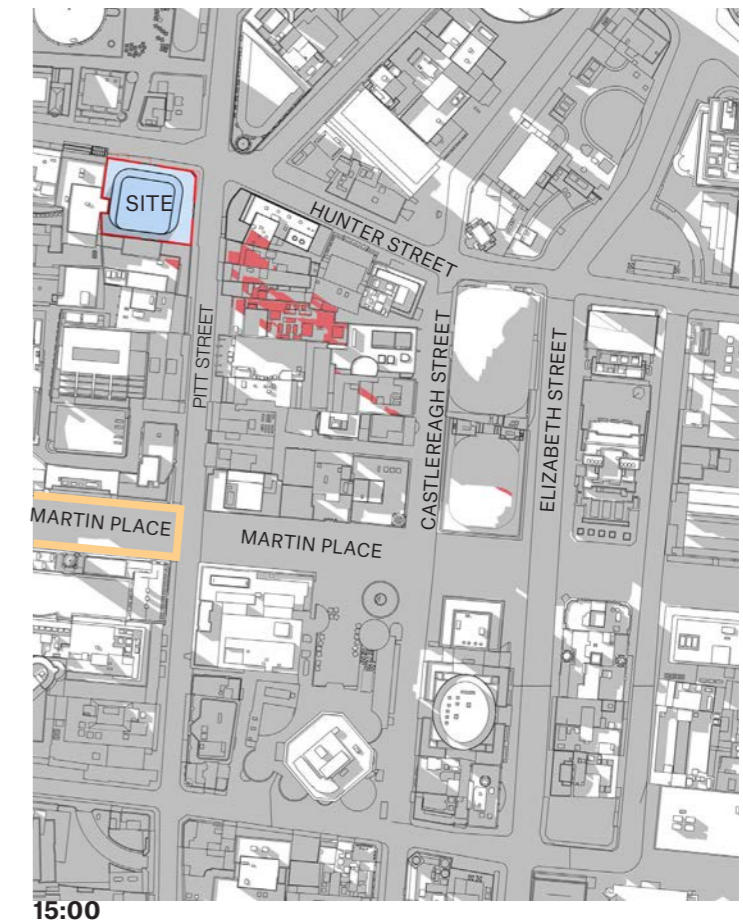 SITE
HUNTER STREET
PITT STREET
CASTLEREAGH STREET
ELIZABETH STREET
MARTIN PLACE
MARTIN PLACE
15:00